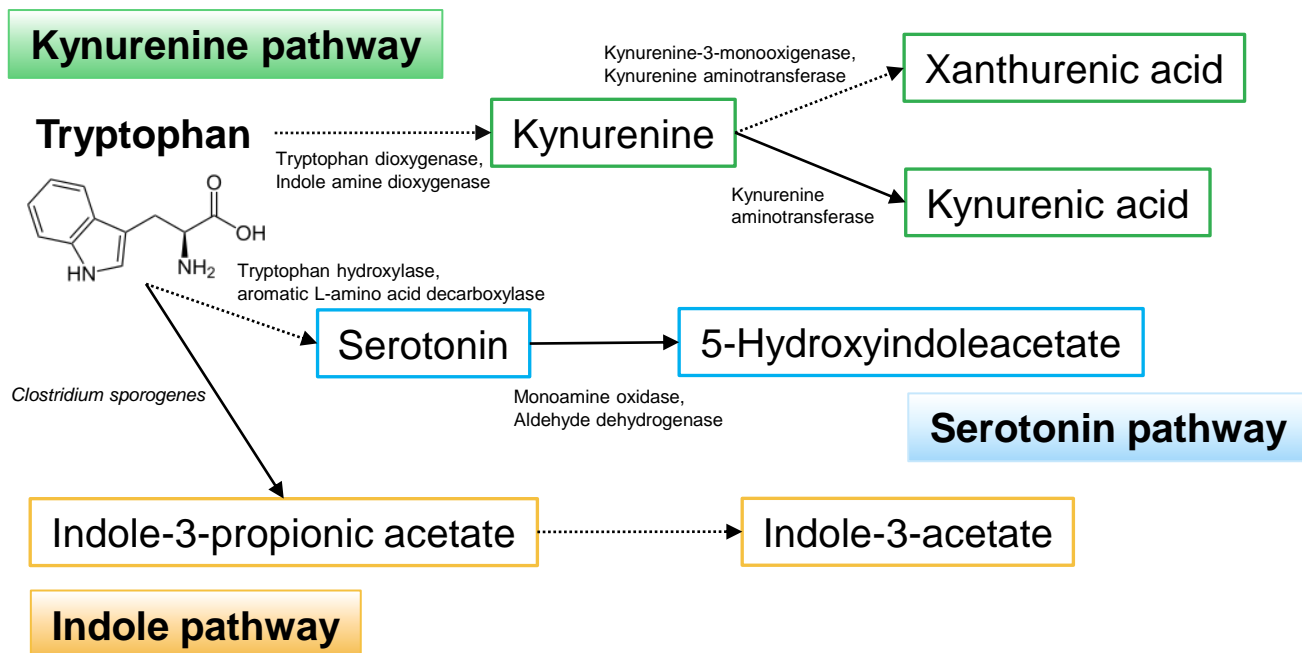 Kynurenine pathway
Kynurenine-3-monooxigenase,
Kynurenine aminotransferase
Xanthurenic acid
Tryptophan
Kynurenine
Tryptophan dioxygenase,
Indole amine dioxygenase
Kynurenine
aminotransferase
Kynurenic acid
O
OH
NH2
HN
Tryptophan hydroxylase,
aromatic L-amino acid decarboxylase
Serotonin
5-Hydroxyindoleacetate
Clostridium sporogenes
Monoamine oxidase,
Aldehyde dehydrogenase
Serotonin pathway
Indole-3-propionic acetate
Indole-3-acetate
Indole pathway